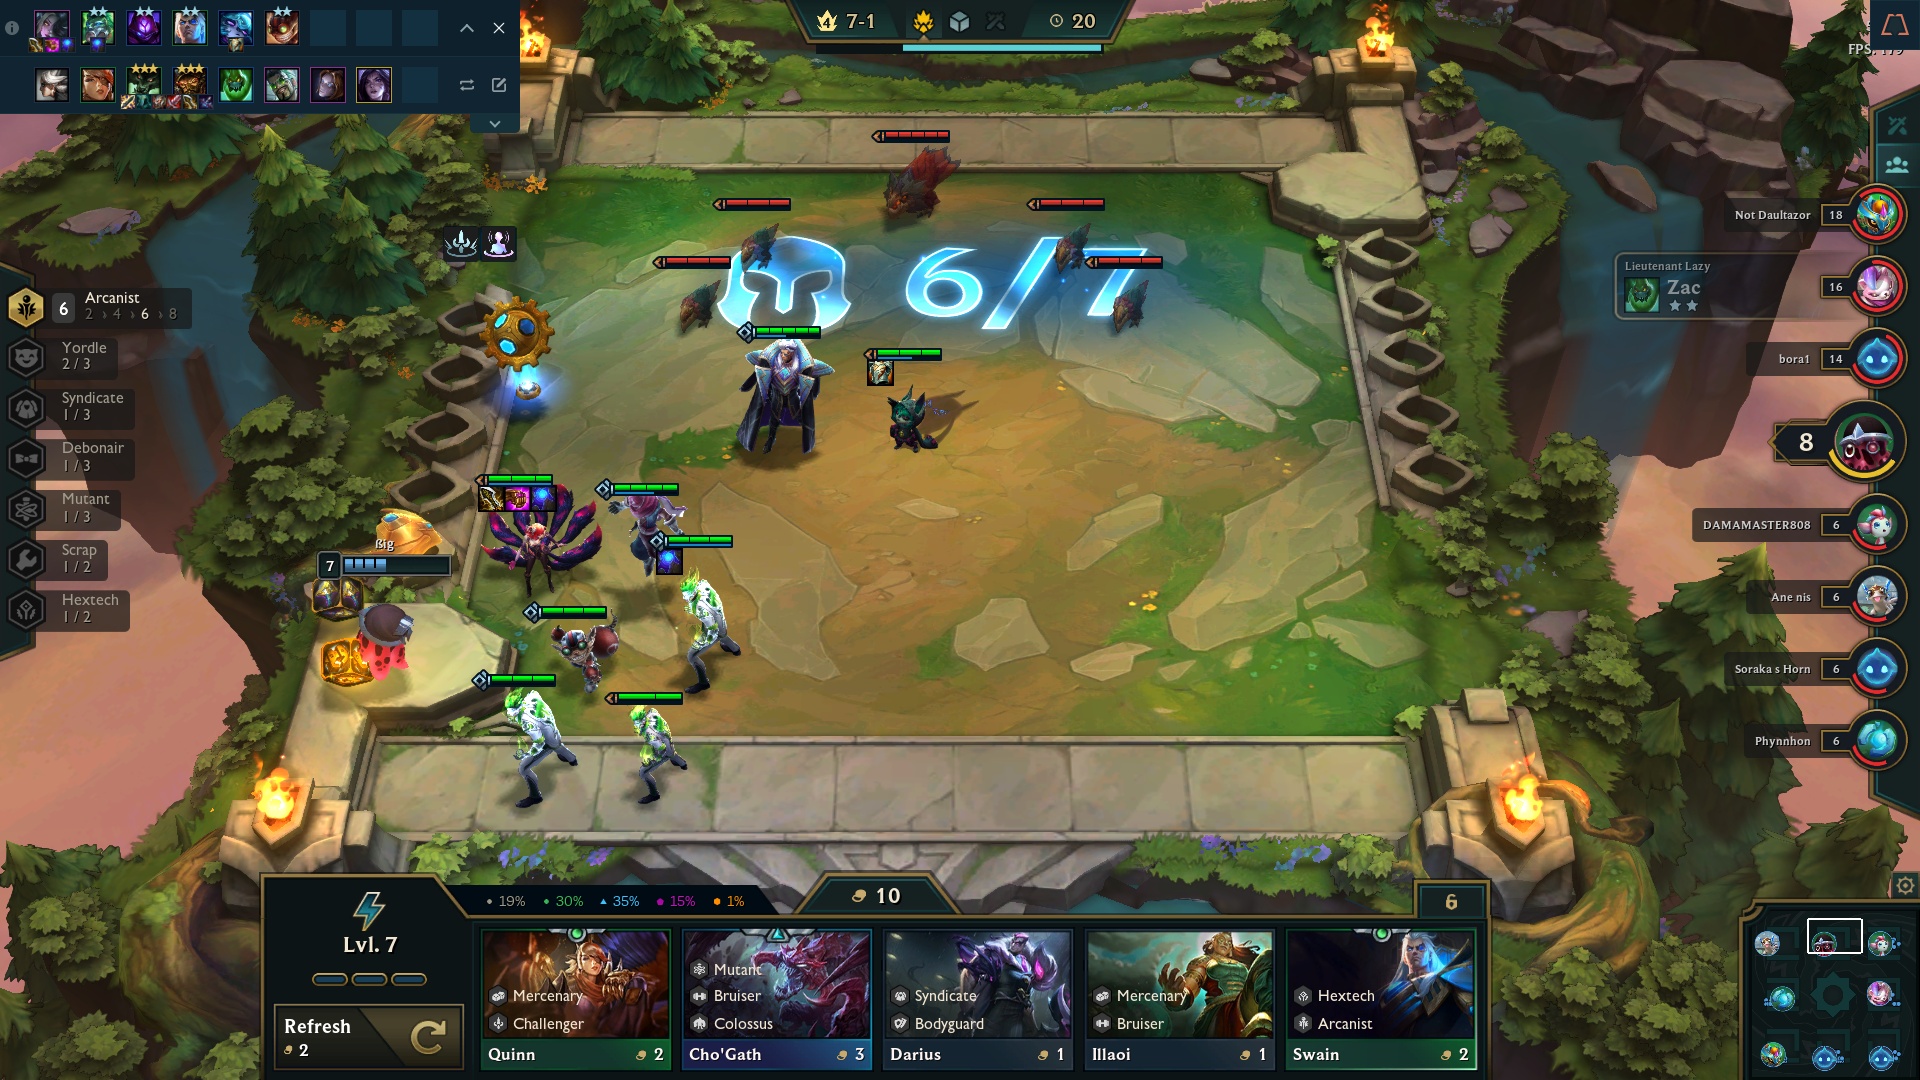 7-1
20
FPS: 179
6/7
6
Arcanist
2 › 4 › 6 › 8
Yordle
2 / 3
Syndicate
1 / 3
Debonair
1 / 3
Mutant
1 / 3
Scrap
1 / 2
Hextech
1 / 2
ßig
7
Not Daultazor
18
Lieutenant Lazy
Zac
16
bora1
14
8
DAMAMASTER808
6
Ane nis
6
Soraka s Horn
6
Phynnhon
6
19%
30%
35%
15%
1%
10
6
Lvl. 7
Refresh
2
Mercenary
Challenger
Quinn
2
Mutant
Bruiser
Colossus
Cho'Gath
3
Syndicate
Bodyguard
Darius
1
Mercenary
Bruiser
Illaoi
1
Hextech
Arcanist
Swain
2